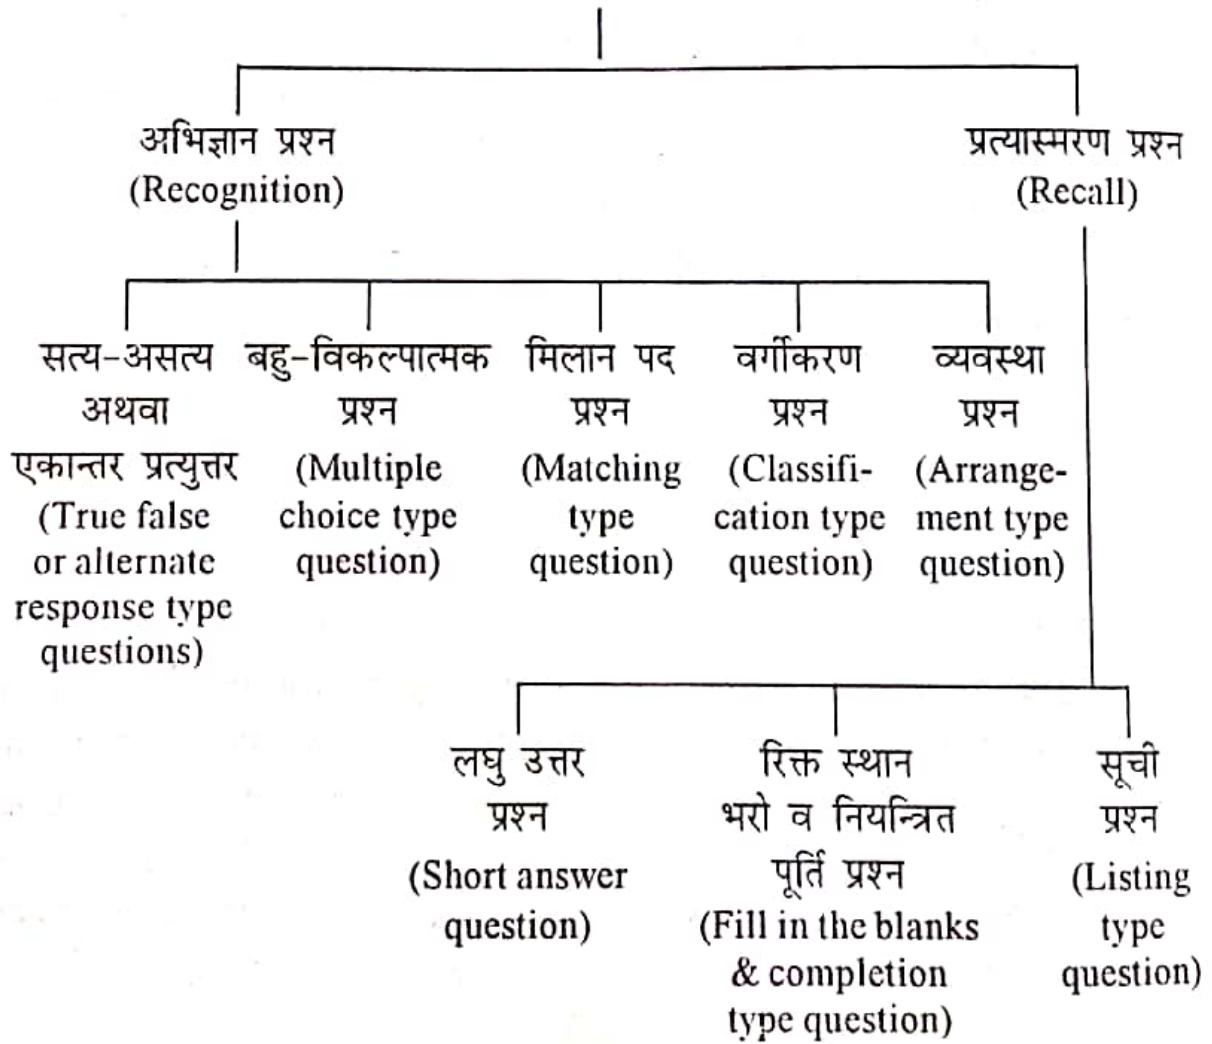 अभिज्ञान प्रश्न
(Recognition)
प्रत्यास्मरण प्रश्न
(Recall)
सत्य-असत्य
अथवा
एकान्तर प्रत्युत्तर
(True false
or alternate
response type
questions)
बहु-विकल्पात्मक
प्रश्न
(Multiple
choice type
question)
मिलान पद
प्रश्न
(Matching
type
question)
वर्गीकरण
प्रश्न
(Classifi-
cation type
question)
व्यवस्था
प्रश्न
(Arrange-
ment type
question)
लघु उत्तर
प्रश्न
(Short answer
question)
रिक्त स्थान
भरो व नियन्त्रित
पूर्ति प्रश्न
(Fill in the blanks
& completion
type question)
सूची
प्रश्न
(Listing
type
question)